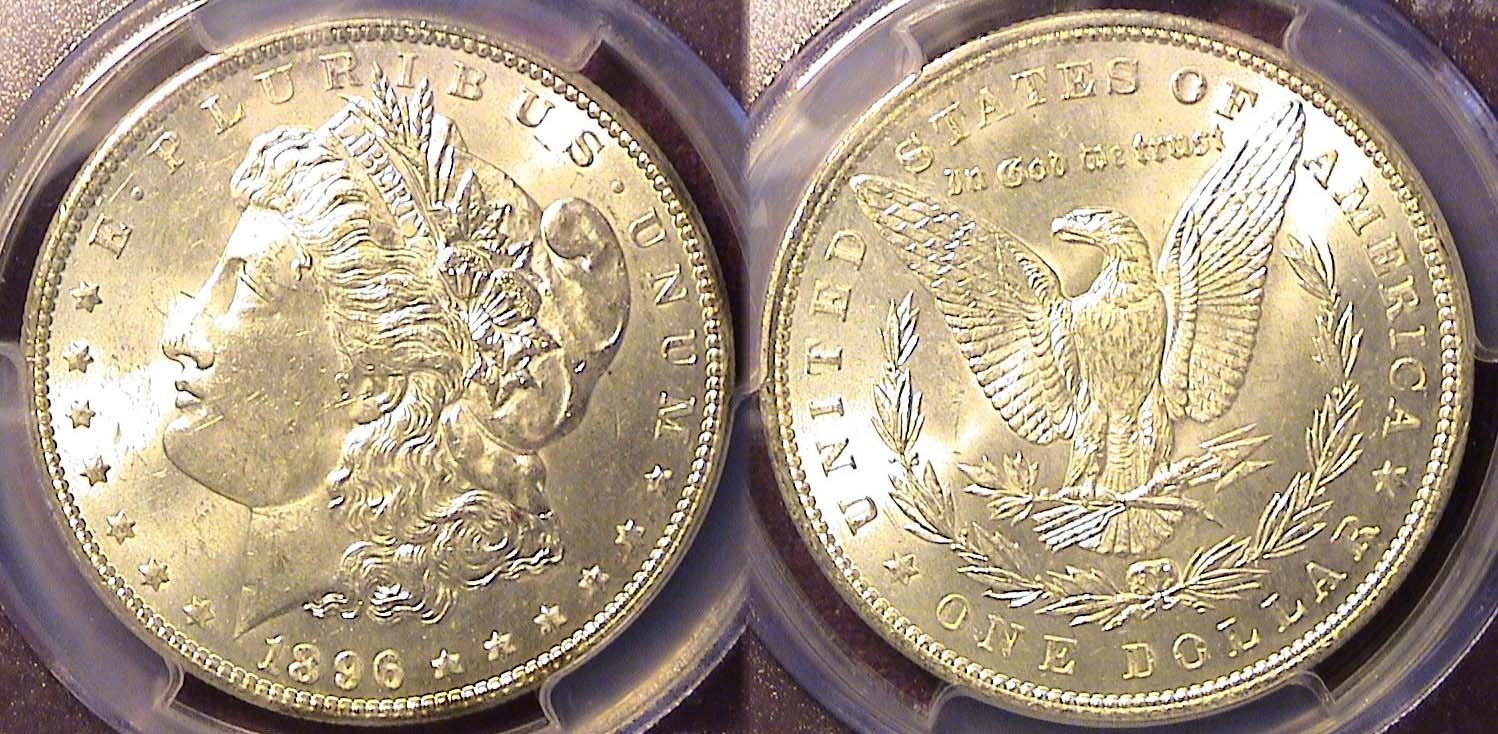 E · PLURIBUS · UNUM
LIBERTY
1896
UNITED STATES OF AMERICA
In God we trust
ONE DOLLAR